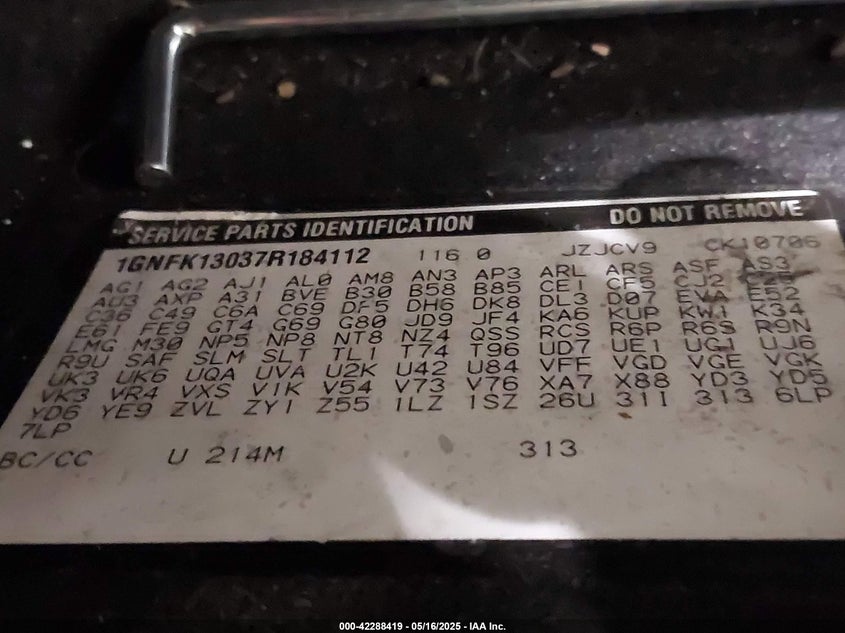 SERVICE PARTS IDENTIFICATION DO NOT REMOVE
1GNFK13037R184112 116 0 JZJCV9 CK10706
AG1 AG2 AJ1 AL0 AM8 AN3 AP3 ARL ARS ASF AS3
AU3 AXP A31 BVE B30 B58 B85 CE1 CF5 CJ2
C36 C49 C6A C69 DF5 DH6 DK8 DL3 D07 EVA E52
E61 FE9 GT4 G69 G80 JD9 JF4 KA6 KUP KW1 K34
LMG M30 NP5 NP8 NT8 NZ4 QSS RCS R6P R6S R9N
R9U SAF SLM SLT TL1 T74 T96 UD7 UE1 UG1 UJ6
UK3 UK6 UQA UVA U2K U42 U84 VFF VGD VGE VGK
VK3 VR4 VXS V1K V54 V73 V76 XA7 X88 YD3 YD5
YD6 YE9 ZVL ZY1 Z55 1LZ 1SZ 26U 311 313 6LP
7LP
BC/CC U 214M 313
000-42288419 - 05/16/2025 - IAA Inc.